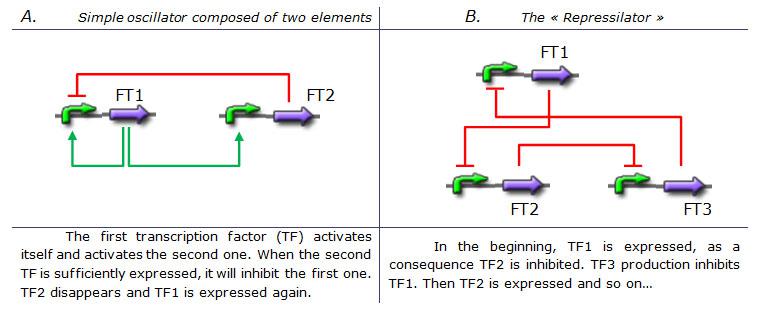 A. Simple oscillator composed of two elements
B. The « Repressilator »
FT1
FT2
FT1
FT2
FT3
The first transcription factor (TF) activates
itself and activates the second one. When the second
TF is sufficiently expressed, it will inhibit the first one.
TF2 disappears and TF1 is expressed again.
In the beginning, TF1 is expressed, as a
consequence TF2 is inhibited. TF3 production inhibits
TF1. Then TF2 is expressed and so on…